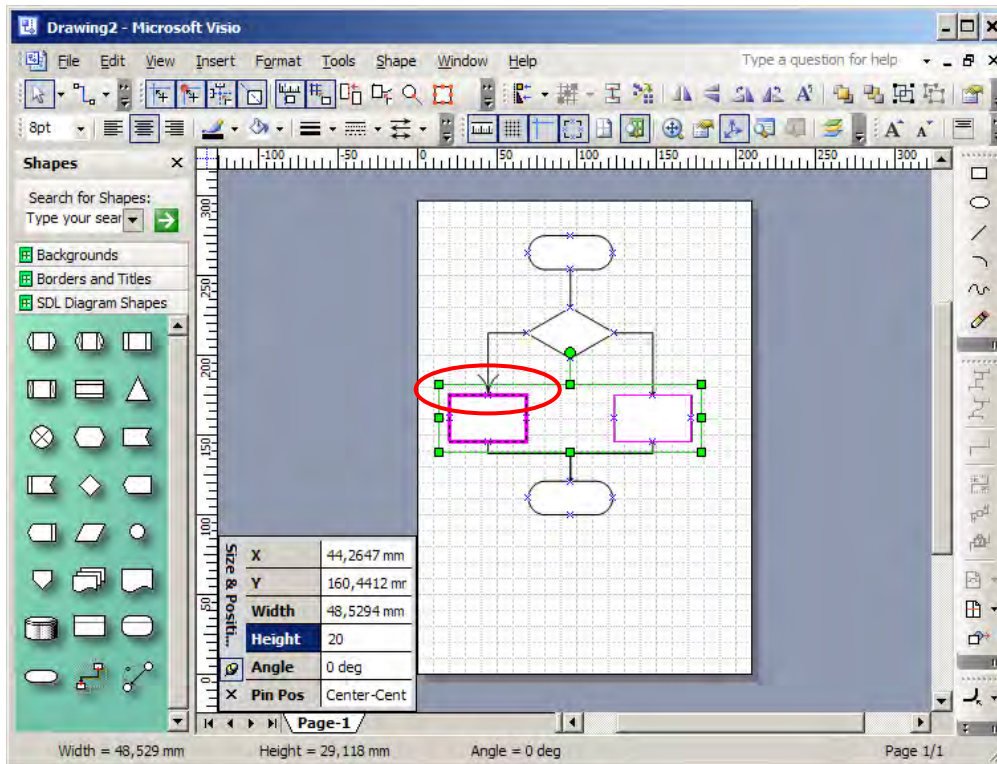 Drawing2 - Microsoft Visio
File Edit View Insert Format Tools Shape Window Help Type a question for help
8pt
Shapes
-100 -50 0 50 100 150 200 250 300
Search for Shapes:
Type your sear
Backgrounds
Borders and Titles
SDL Diagram Shapes
300
250
200
150
100
50
0
Size & Positi...
X 44,2647 mm
Y 160,4412 mr
Width 48,5294 mm
Height 20
Angle 0 deg
Pin Pos Center-Cent
Page-1
Width = 48,529 mm Height = 29,118 mm Angle = 0 deg Page 1/1